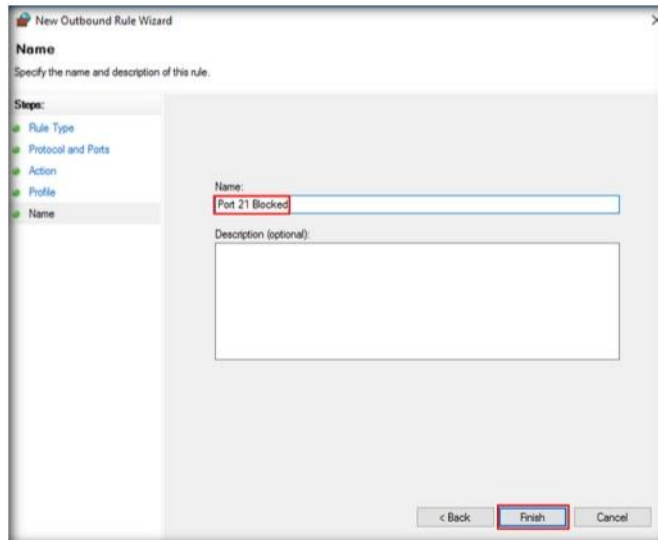 New Outbound Rule Wizard
Name
Specify the name and description of this rule.
Steps:
Rule Type
Protocol and Ports
Action
Profile
Name
Name:
Port 21 Blocked
Description (optional):
< Back Finish Cancel